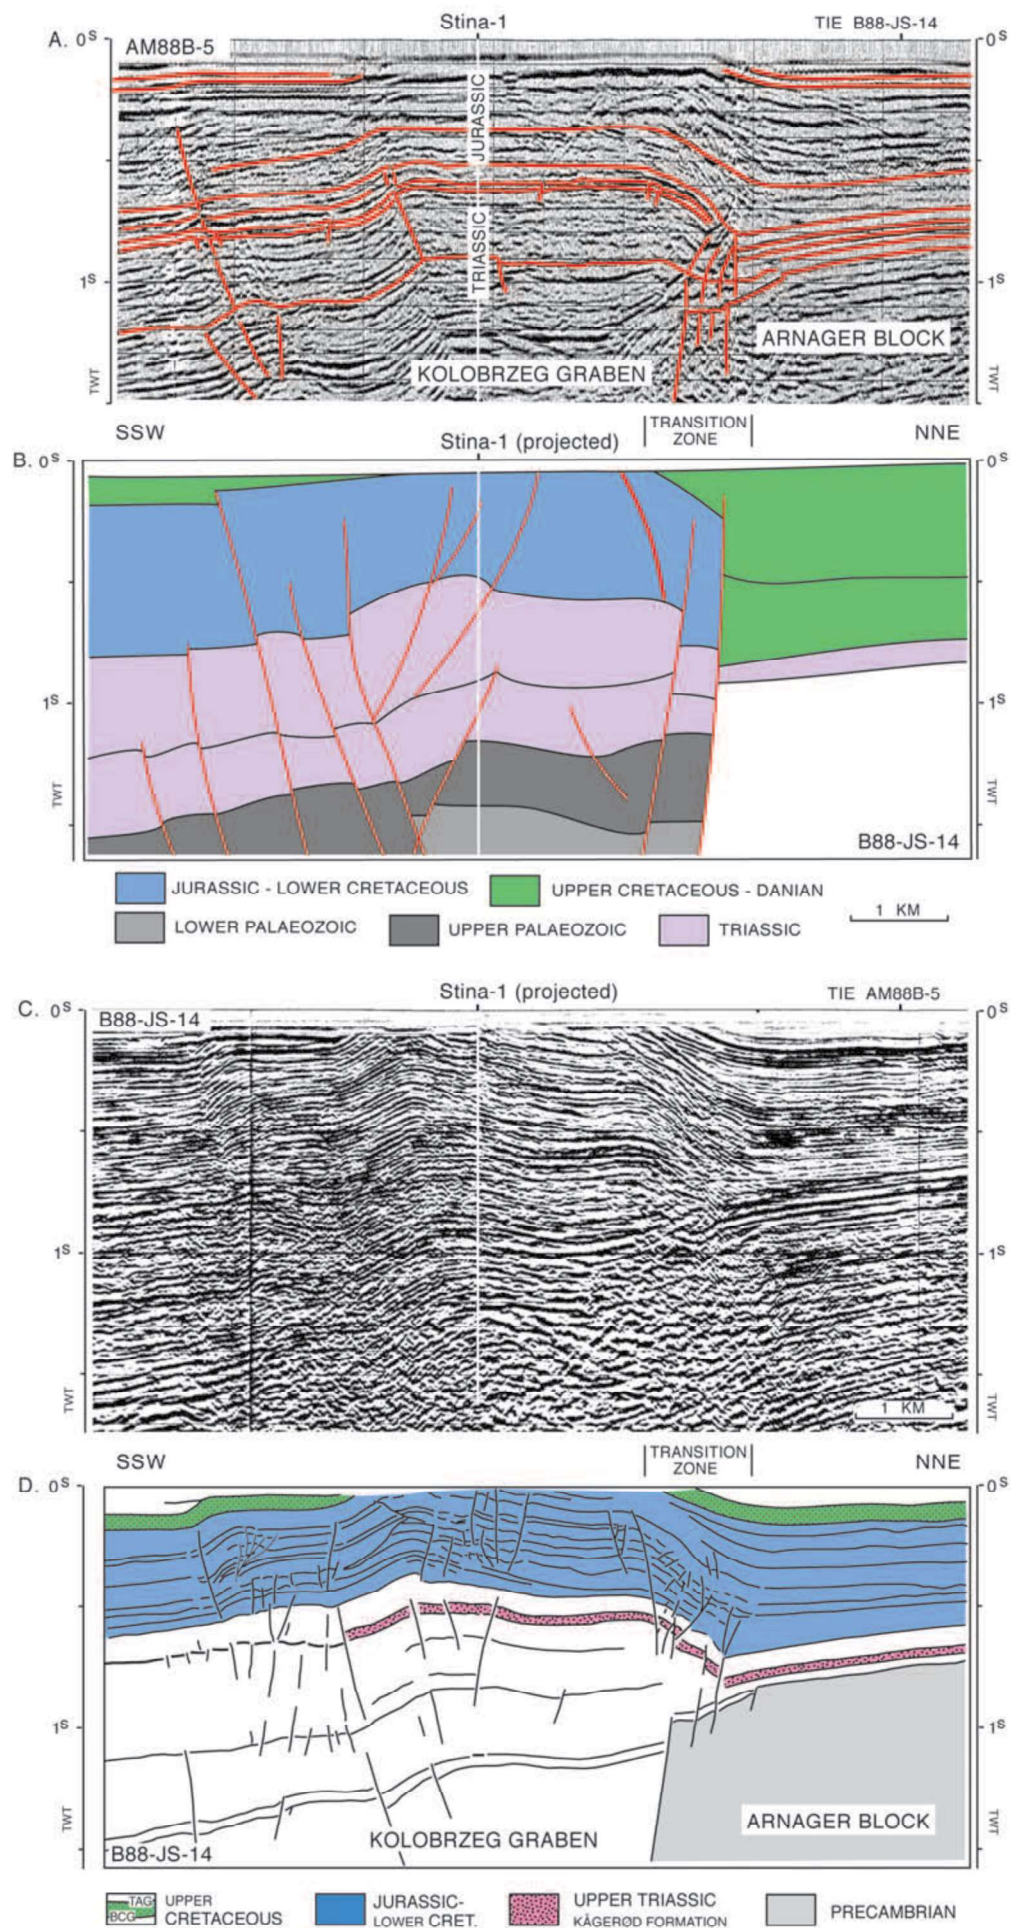 Stina-1
TIE B88-JS-14
A. 0s
AM88B-5
0s
JURASSIC
TRIASSIC
1s
1s
ARNAGER BLOCK
KOLOBRZEG GRABEN
TWT
TWT
SSW
Stina-1 (projected)
TRANSITION
ZONE
NNE
B. 0s
0s
1s
1s
TWT
TWT
B88-JS-14
JURASSIC - LOWER CRETACEOUS
UPPER CRETACEOUS - DANIAN
LOWER PALAEOZOIC
UPPER PALAEOZOIC
TRIASSIC
1 KM
Stina-1 (projected)
TIE AM88B-5
C. 0s
B88-JS-14
0s
1s
1s
TWT
1 KM
TWT
SSW
TRANSITION
ZONE
NNE
D. 0s
0s
1s
1s
TWT
TWT
KOLOBRZEG GRABEN
ARNAGER BLOCK
B88-JS-14
TAG
BCG
UPPER
CRETACEOUS
JURASSIC-
LOWER CRET.
UPPER TRIASSIC
KÅGERØD FORMATION
PRECAMBRIAN